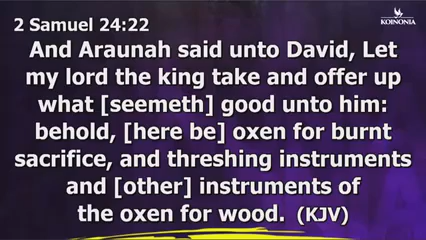 KOINONIA
2 Samuel 24:22
And Araunah said unto David, Let
my lord the king take and offer up
what [seemeth] good unto him:
behold, [here be] oxen for burnt
sacrifice, and threshing instruments
and [other] instruments of
the oxen for wood. (KJV)